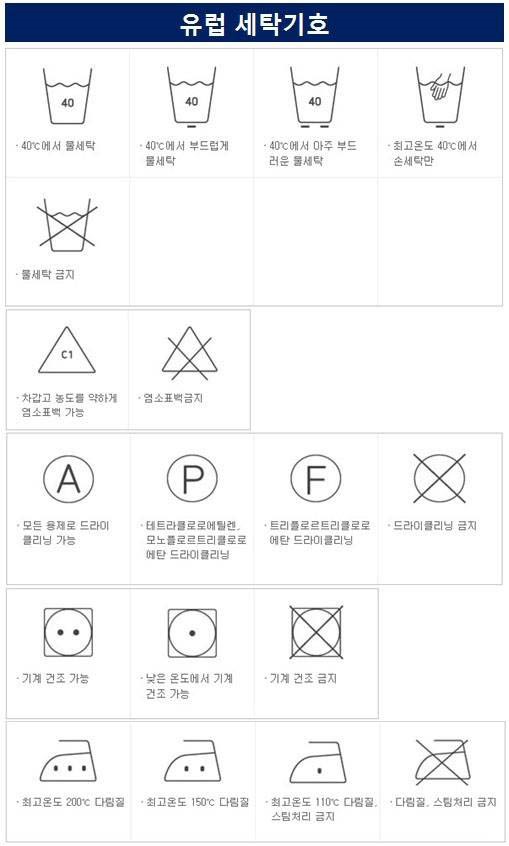 유럽 세탁기호
40
40
40
· 40℃에서 물세탁
· 40℃에서 부드럽게
물세탁
· 40℃에서 아주 부드
러운 물세탁
· 최고온도 40℃에서
손세탁만
· 물세탁 금지
C1
· 차갑고 농도를 약하게
염소표백 가능
· 염소표백금지
A
P
F
· 모든 용제로 드라이
클리닝 가능
· 테트라클로로에틸렌,
모노플로르트리클로로
에탄 드라이클리닝
· 트리플로르트리클로로
에탄 드라이클리닝
· 드라이클리닝 금지
· 기계 건조 가능
· 낮은 온도에서 기계
건조 가능
· 기계 건조 금지
· 최고온도 200℃ 다림질
· 최고온도 150℃ 다림질
· 최고온도 110℃ 다림질,
스팀처리 금지
· 다림질, 스팀처리 금지